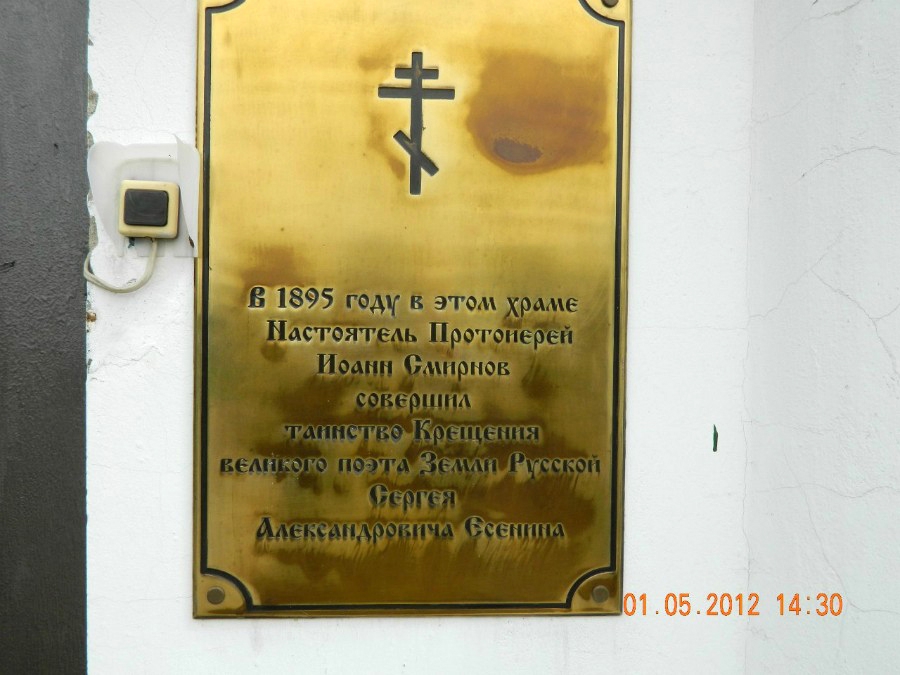 В 1895 году в этом храме
Настоятель Протоиерей
Иоанн Смирнов
совершил
таинство Крещения
великого поэта Земли Русской
Сергея
Александровича Есенина
01.05.2012 14:30